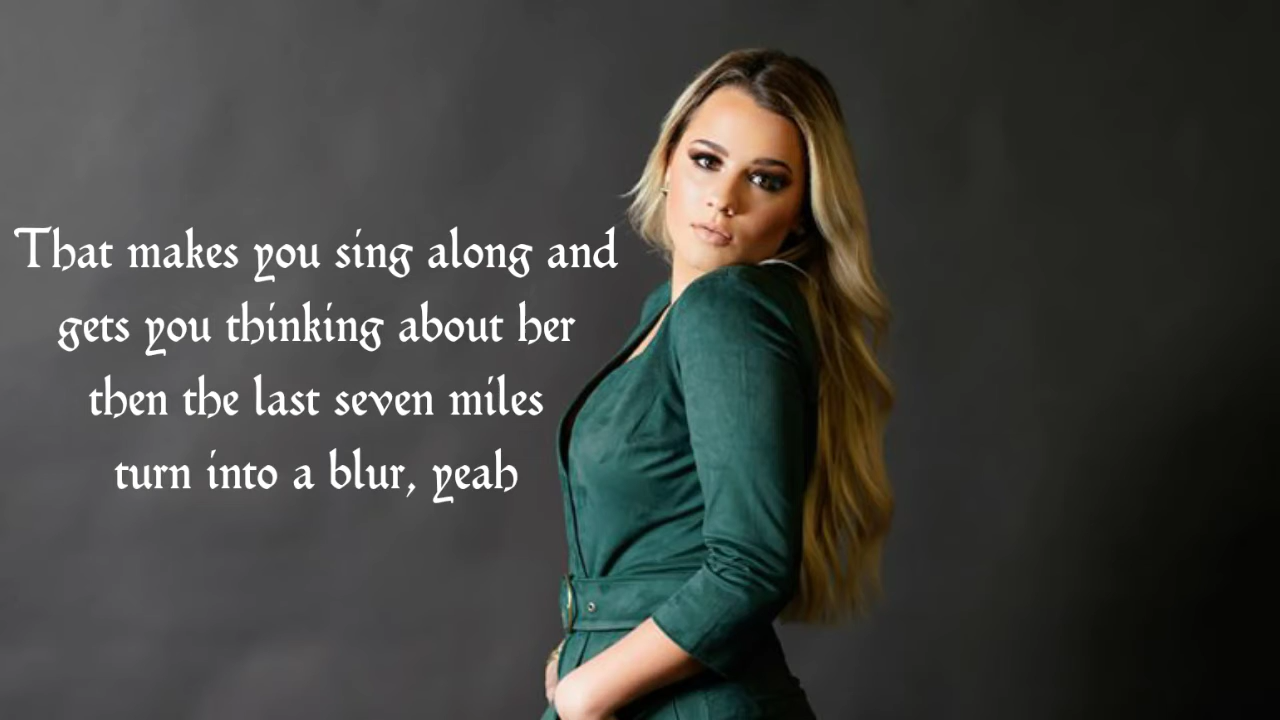 That makes you sing along and
gets you thinking about her
then the last seven miles
turn into a blur, yeah